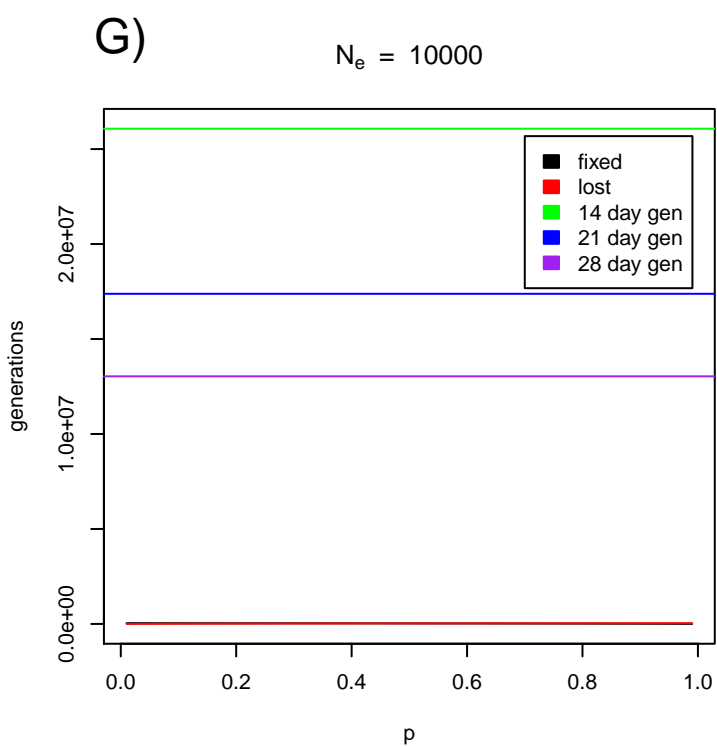 G)
Nₑ = 10000
generations
2.0e+07
1.0e+07
0.0e+00
fixed
lost
14 day gen
21 day gen
28 day gen
0.0 0.2 0.4 0.6 0.8 1.0
p